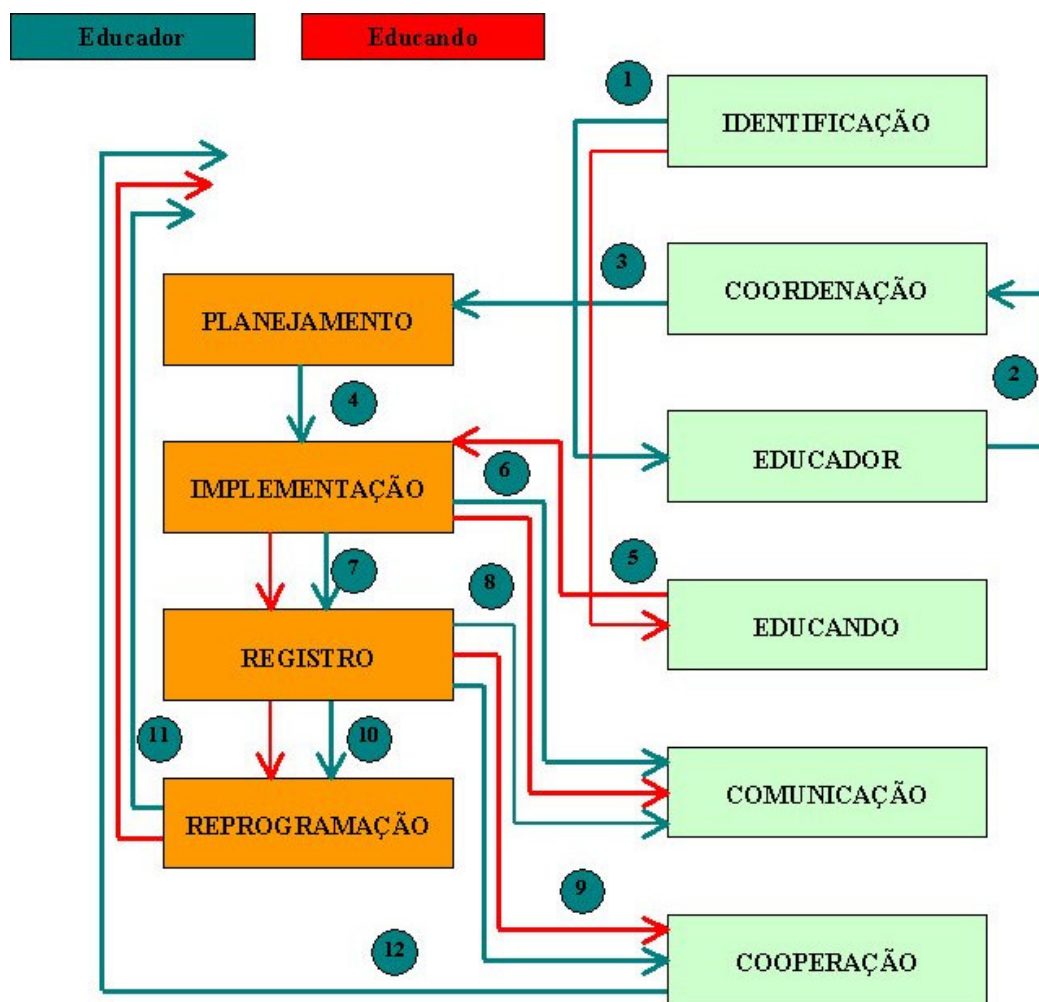 Educador
Educando
1
IDENTIFICAÇÃO
3
COORDENAÇÃO
PLANEJAMENTO
2
4
6
EDUCADOR
IMPLEMENTAÇÃO
7
8
5
EDUCANDO
REGISTRO
11
10
COMUNICAÇÃO
REPROGRAMAÇÃO
9
12
COOPERAÇÃO